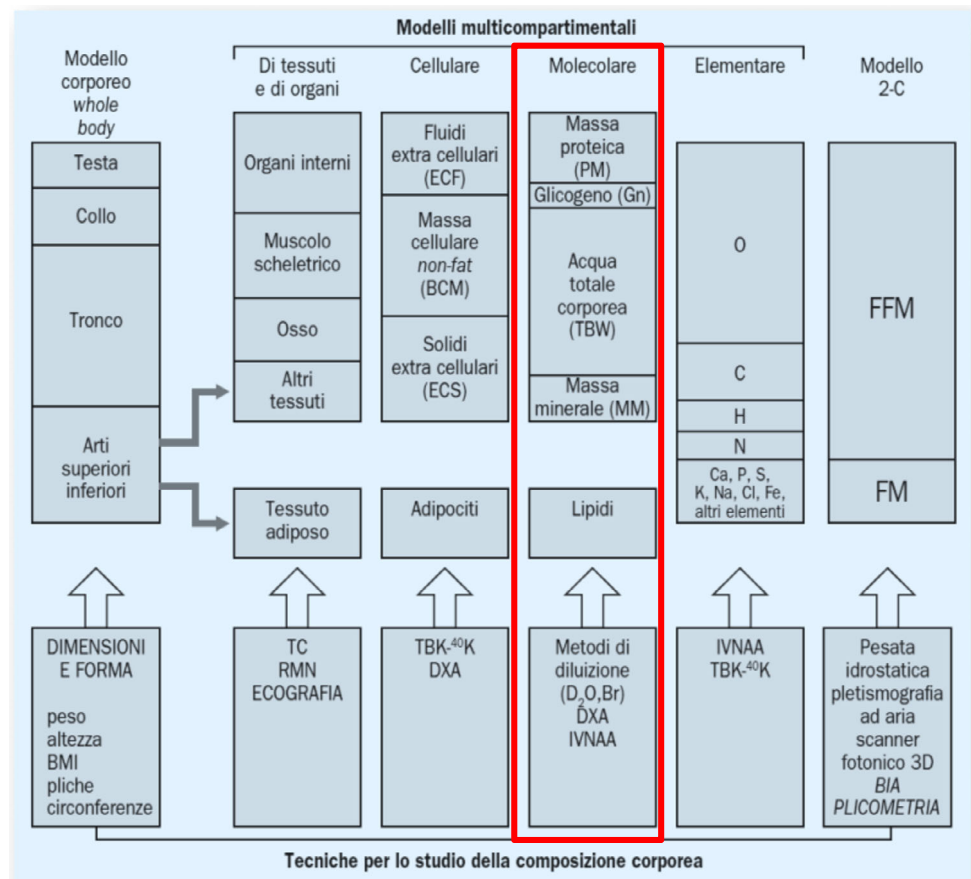 Modelli multicompartimentali
Modello
corporeo
whole
body
Di tessuti
e di organi
Cellulare
Molecolare
Elementare
Modello
2-C
Testa
Collo
Tronco
Arti
superiori
inferiori
Organi interni
Muscolo
scheletrico
Osso
Altri
tessuti
Tessuto
adiposo
Fluidi
extra cellulari
(ECF)
Massa
cellulare
non-fat
(BCM)
Solidi
extra cellulari
(ECS)
Adipociti
Massa
proteica
(PM)
Glicogeno (Gn)
Acqua
totale
corporea
(TBW)
Massa
minerale (MM)
Lipidi
O
C
H
N
Ca, P, S,
K, Na, Cl, Fe,
altri elementi
FFM
FM
DIMENSIONI
E FORMA
peso
altezza
BMI
pliche
circonferenze
TC
RMN
ECOGRAFIA
TBK-⁴⁰K
DXA
Metodi di
diluizione
(D₂O,Br)
DXA
IVNAA
IVNAA
TBK-⁴⁰K
Pesata
idrostatica
pletismografia
ad aria
scanner
fotonico 3D
BIA
PLICOMETRIA
Tecniche per lo studio della composizione corporea